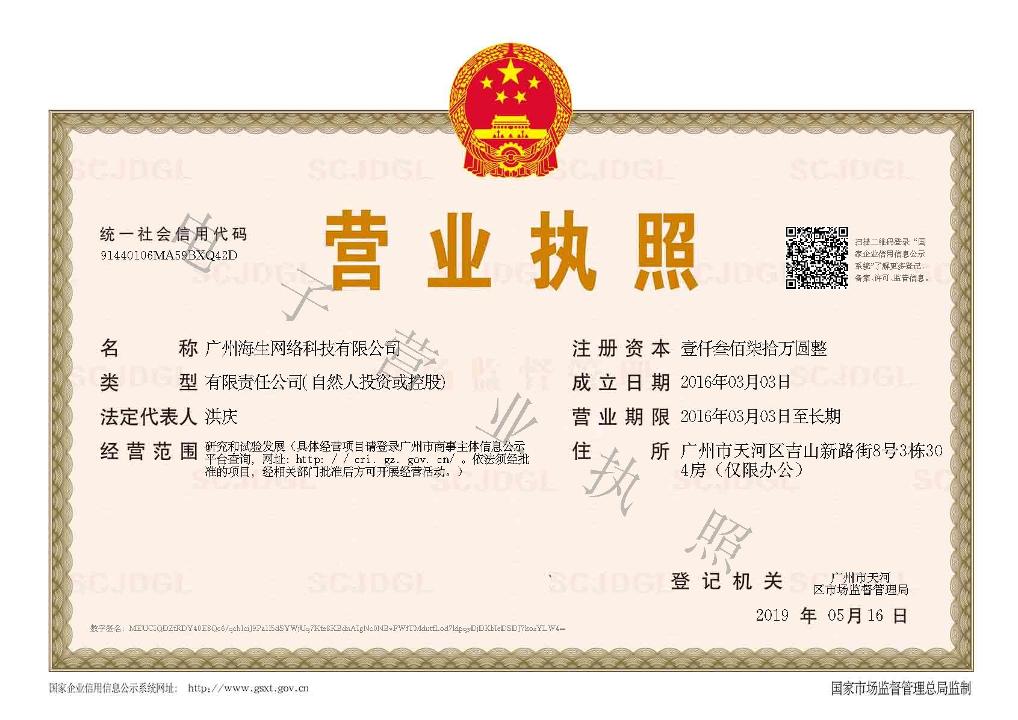 营业执照
统一社会信用代码
91440106MA59BXQ42D
扫描二维码登录“国
家企业信用信息公示
系统”了解更多登记、
备案、许可、监管信息。
名 称 广州海生网络科技有限公司
类 型 有限责任公司(自然人投资或控股)
法定代表人 洪庆
经营范围 研究和试验发展（具体经营项目请登录广州市商事主体信息公示
平台查询, 网址: http://cri.gz.gov.cn/。依法须经批
准的项目, 经相关部门批准后方可开展经营活动。）
注册资本 壹仟叁佰柒拾万圆整
成立日期 2016年03月03日
营业期限 2016年03月03日至长期
住 所 广州市天河区吉山新路街8号3栋30
4房（仅限办公）
电子营业执照
登记机关
广州市天河
区市场监督管理局
2019 年 05月 16 日
数字签名:
国家企业信用信息公示系统网址: http://www.gsxt.gov.cn
国家市场监督管理总局监制
SCJDGL